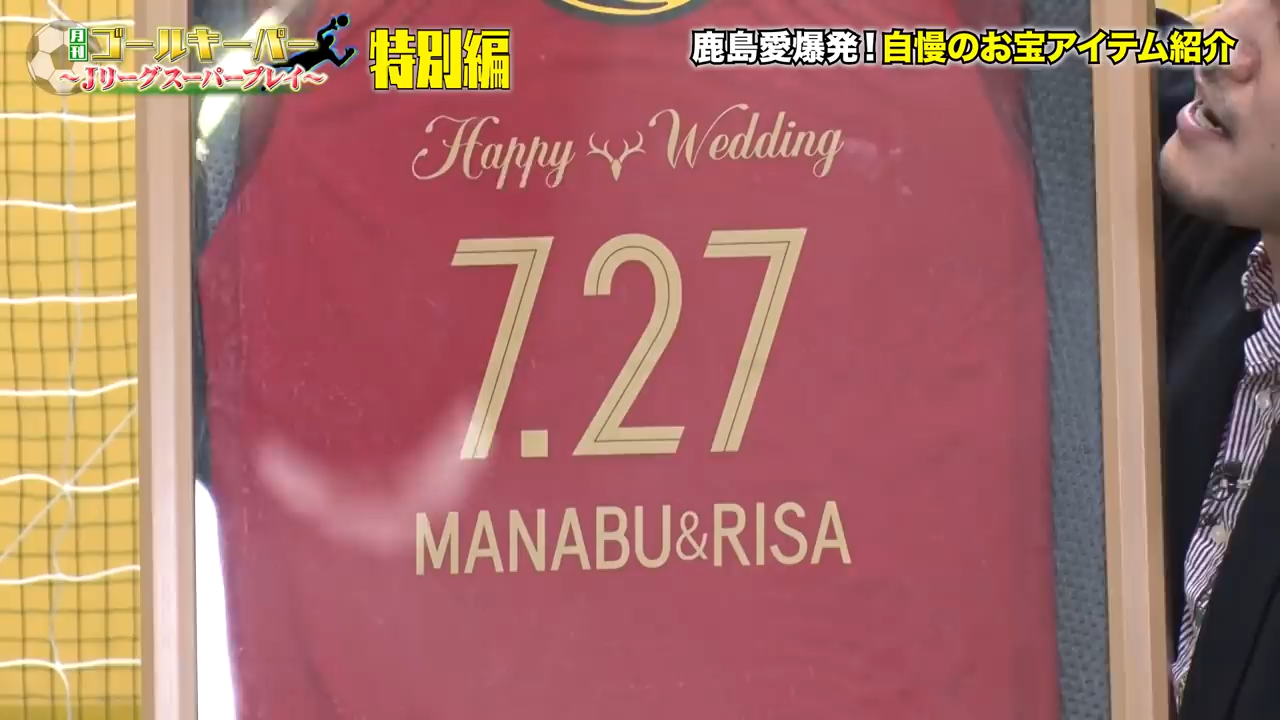 月刊 ゴールキーパー
～Jリーグスーパープレイ～
特別編
鹿島愛爆発!自慢のお宝アイテム紹介
Happy Wedding
7.27
MANABU&RISA